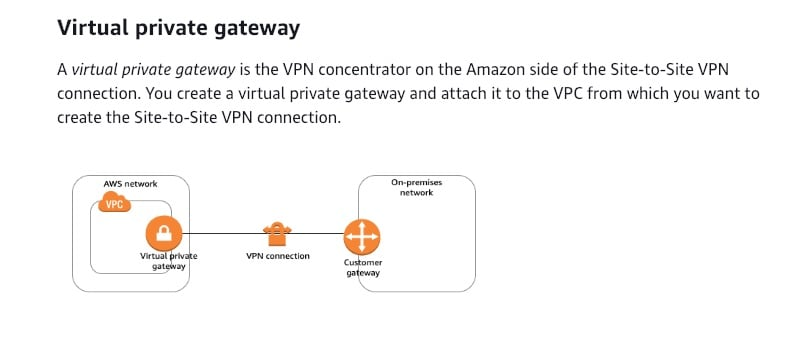 Virtual private gateway
A virtual private gateway is the VPN concentrator on the Amazon side of the Site-to-Site VPN
connection. You create a virtual private gateway and attach it to the VPC from which you want to
create the Site-to-Site VPN connection.
AWS network
VPC
Virtual private
gateway
VPN connection
On-premises
network
Customer
gateway